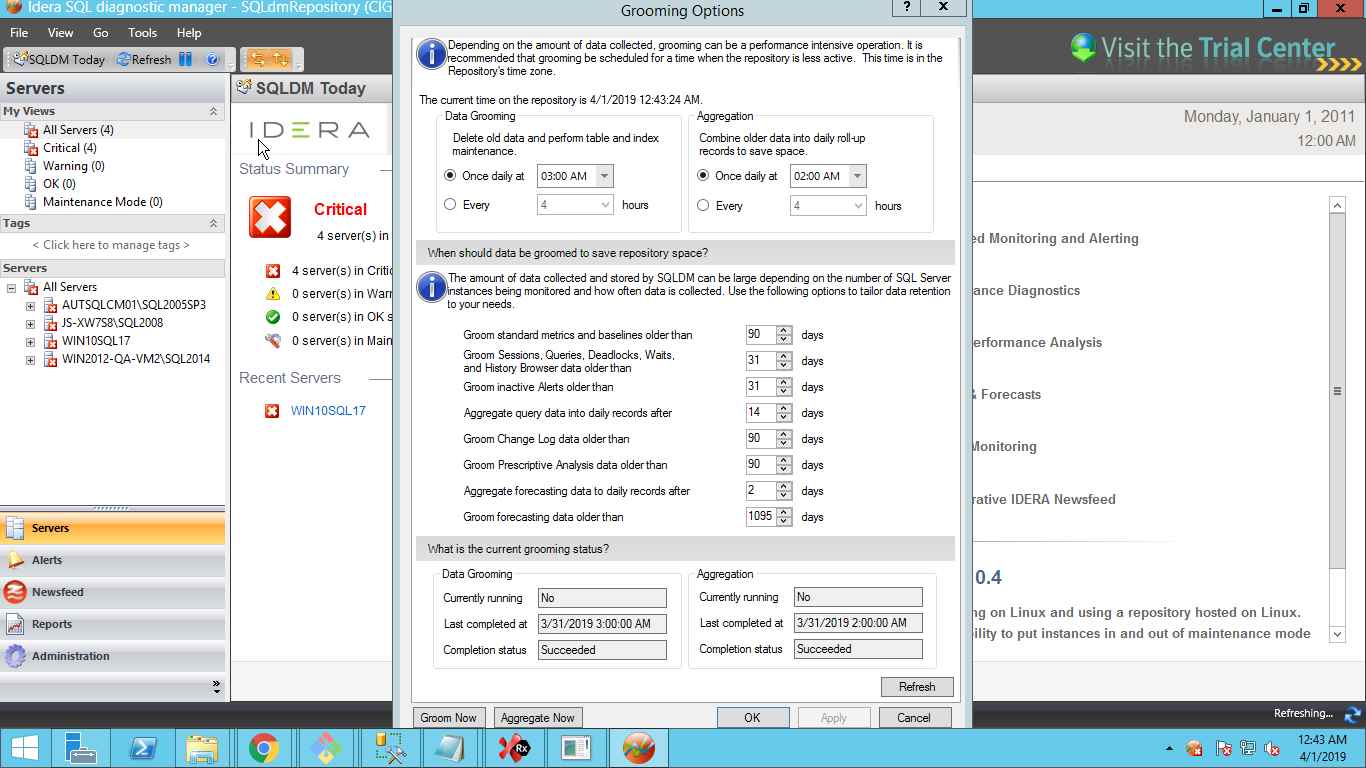 Idera SQL diagnostic manager - SQLdmRepository (CIG
File View Go Tools Help
SQLDM Today Refresh
Visit the Trial Center
Servers
My Views
All Servers (4)
Critical (4)
Warning (0)
OK (0)
Maintenance Mode (0)
Tags
< Click here to manage tags >
Servers
All Servers
AUTSQLCM01\SQL2005SP3
JS-XW7S8\SQL2008
WIN10SQL17
WIN2012-QA-VM2\SQL2014
Servers
Alerts
Newsfeed
Reports
Administration
SQLDM Today
IDERA
Status Summary
Critical
4 server(s) in
4 server(s) in Critic
0 server(s) in Warn
0 server(s) in OK s
0 server(s) in Main
Recent Servers
WIN10SQL17
Grooming Options
Depending on the amount of data collected, grooming can be a performance intensive operation. It is
recommended that grooming be scheduled for a time when the repository is less active. This time is in the
Repository's time zone.
The current time on the repository is 4/1/2019 12:43:24 AM.
Data Grooming
Delete old data and perform table and index
maintenance.
Once daily at 03:00 AM
Every 4 hours
Aggregation
Combine older data into daily roll-up
records to save space.
Once daily at 02:00 AM
Every 4 hours
When should data be groomed to save repository space?
The amount of data collected and stored by SQLDM can be large depending on the number of SQL Server
instances being monitored and how often data is collected. Use the following options to tailor data retention
to your needs.
Groom standard metrics and baselines older than 90 days
Groom Sessions, Queries, Deadlocks, Waits,
and History Browser data older than 31 days
Groom inactive Alerts older than 31 days
Aggregate query data into daily records after 14 days
Groom Change Log data older than 90 days
Groom Prescriptive Analysis data older than 90 days
Aggregate forecasting data to daily records after 2 days
Groom forecasting data older than 1095 days
What is the current grooming status?
Data Grooming
Currently running No
Last completed at 3/31/2019 3:00:00 AM
Completion status Succeeded
Aggregation
Currently running No
Last completed at 3/31/2019 2:00:00 AM
Completion status Succeeded
Refresh
Groom Now Aggregate Now OK Apply Cancel
Monday, January 1, 2011
12:00 AM
ed Monitoring and Alerting
ance Diagnostics
erformance Analysis
& Forecasts
Monitoring
rative IDERA Newsfeed
0.4
ng on Linux and using a repository hosted on Linux.
ility to put instances in and out of maintenance mode
Refreshing...
Rx
12:43 AM
4/1/2019